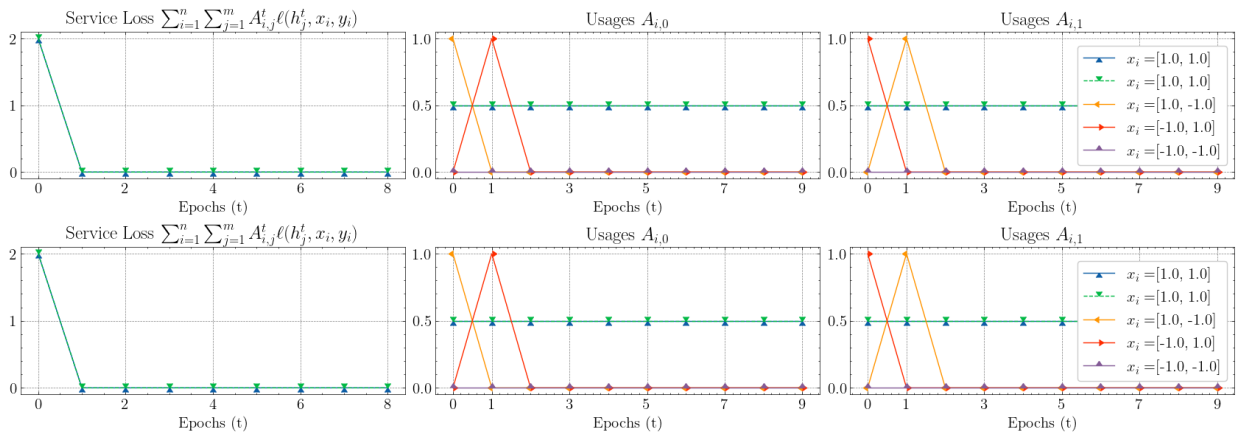 Service Loss $\sum_{i=1}^{n} \sum_{j=1}^{m} A_{i,j}^{t} \ell(h_j^t, x_i, y_i)$
2
1
0
0 2 4 6 8
Epochs (t)
Usages $A_{i,0}$
1.0
0.5
0.0
0 1 3 5 7 9
Epochs (t)
Usages $A_{i,1}$
1.0
0.5
0.0
0 1 3 5 7 9
Epochs (t)
$x_i$ =[1.0, 1.0]
$x_i$ =[1.0, 1.0]
$x_i$ =[1.0, -1.0]
$x_i$ =[-1.0, 1.0]
$x_i$ =[-1.0, -1.0]
Service Loss $\sum_{i=1}^{n} \sum_{j=1}^{m} A_{i,j}^{t} \ell(h_j^t, x_i, y_i)$
2
1
0
0 2 4 6 8
Epochs (t)
Usages $A_{i,0}$
1.0
0.5
0.0
0 1 3 5 7 9
Epochs (t)
Usages $A_{i,1}$
1.0
0.5
0.0
0 1 3 5 7 9
Epochs (t)
$x_i$ =[1.0, 1.0]
$x_i$ =[1.0, 1.0]
$x_i$ =[1.0, -1.0]
$x_i$ =[-1.0, 1.0]
$x_i$ =[-1.0, -1.0]